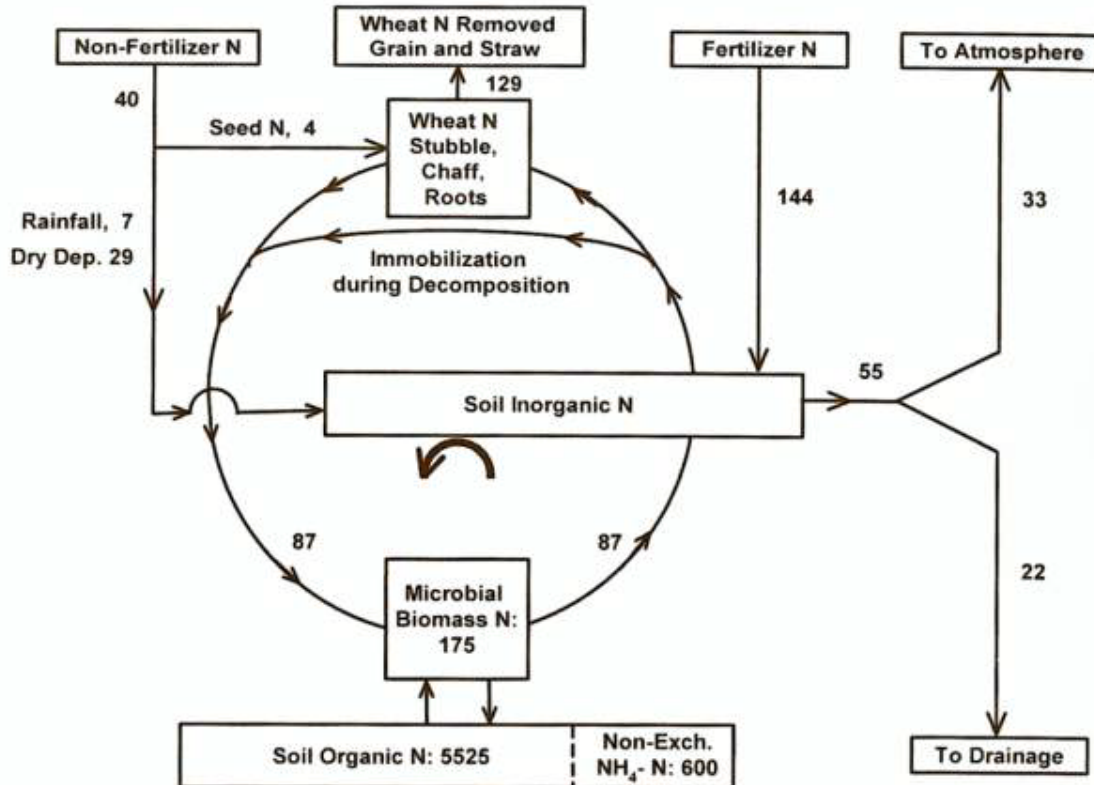 Non-Fertilizer N
Wheat N Removed
Grain and Straw
Fertilizer N
To Atmosphere
40
129
Seed N, 4
Wheat N
Stubble,
Chaff,
Roots
144
33
Rainfall, 7
Dry Dep. 29
Immobilization
during Decomposition
55
Soil Inorganic N
87
87
22
Microbial
Biomass N:
175
Soil Organic N: 5525
Non-Exch.
NH₄- N: 600
To Drainage